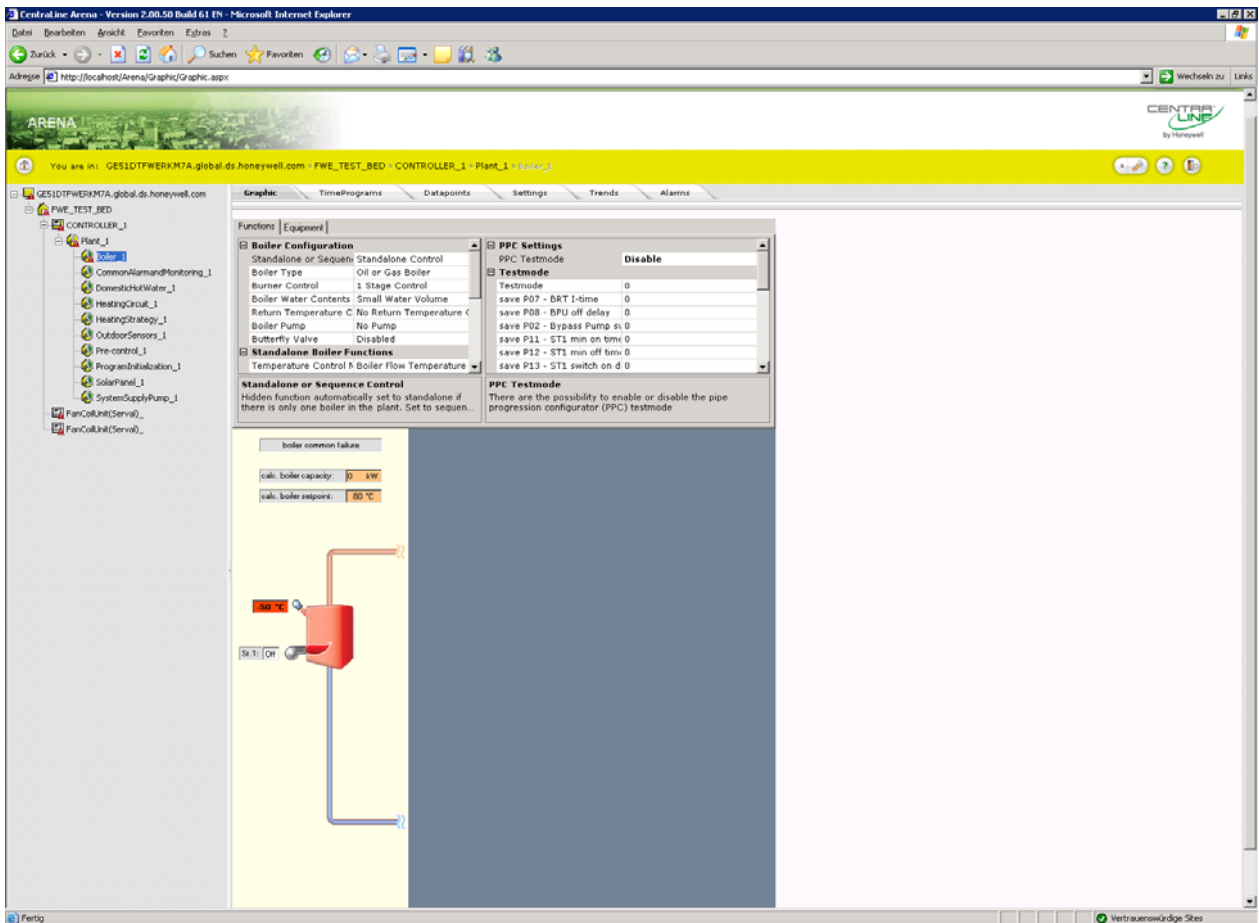 CentraLine Arena - Version 2.00.50 Build 61 EN - Microsoft Internet Explorer
Datei Bearbeiten Ansicht Favoriten Extras ?
Zurück Suchen Favoriten
Adresse http://localhost/Arena/Graphic/Graphic.aspx Wechseln zu Links
ARENA
CENTRA
LINE
by Honeywell
You are in: GE51DTFWERKM7A.global.ds.honeywell.com > FWE_TEST_BED > CONTROLLER_1 > Plant_1 > Boiler_1
GE51DTFWERKM7A.global.ds.honeywell.com
FWE_TEST_BED
CONTROLLER_1
Plant_1
Boiler_1
CommonAlarmandMonitoring_1
DomesticHotWater_1
HeatingCircuit_1
HeatingStrategy_1
OutdoorSensors_1
Pre-control_1
ProgramInitialization_1
SolarPanel_1
SystemSupplyPump_1
FanCoilUnit(Serval)_
FanCoilUnit(Serval)_
Graphic TimePrograms Datapoints Settings Trends Alarms
Functions Equipment
Boiler Configuration
Standalone or Sequen Standalone Control
Boiler Type Oil or Gas Boiler
Burner Control 1 Stage Control
Boiler Water Contents Small Water Volume
Return Temperature C No Return Temperature C
Boiler Pump No Pump
Butterfly Valve Disabled
Standalone Boiler Functions
Temperature Control M Boiler Flow Temperature
Standalone or Sequence Control
Hidden function automatically set to standalone if
there is only one boiler in the plant. Set to sequen...
PPC Settings
PPC Testmode Disable
Testmode
Testmode 0
save P07 - BRT I-time 0
save P08 - BPU off delay 0
save P02 - Bypass Pump sw 0
save P11 - ST1 min on time 0
save P12 - ST1 min off time 0
save P13 - ST1 switch on d 0
PPC Testmode
There are the possibility to enable or disable the pipe
progression configurator (PPC) testmode
boiler common failure
calc. boiler capacity: 0 kW
calc. boiler setpoint: 80 °C
-50 °C
St.1: Off
Fertig Vertrauenswürdige Sites